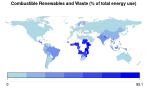 Combustible Renewables and Waste (% of total energy use)
0